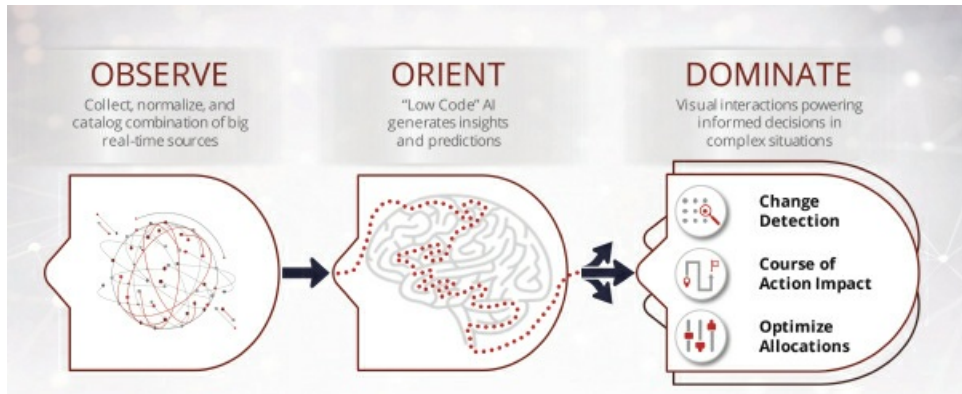 OBSERVE
Collect, normalize, and
catalog combination of big
real-time sources
ORIENT
“Low Code” AI
generates insights
and predictions
DOMINATE
Visual interactions powering
informed decisions in
complex situations
Change
Detection
Course of
Action Impact
Optimize
Allocations